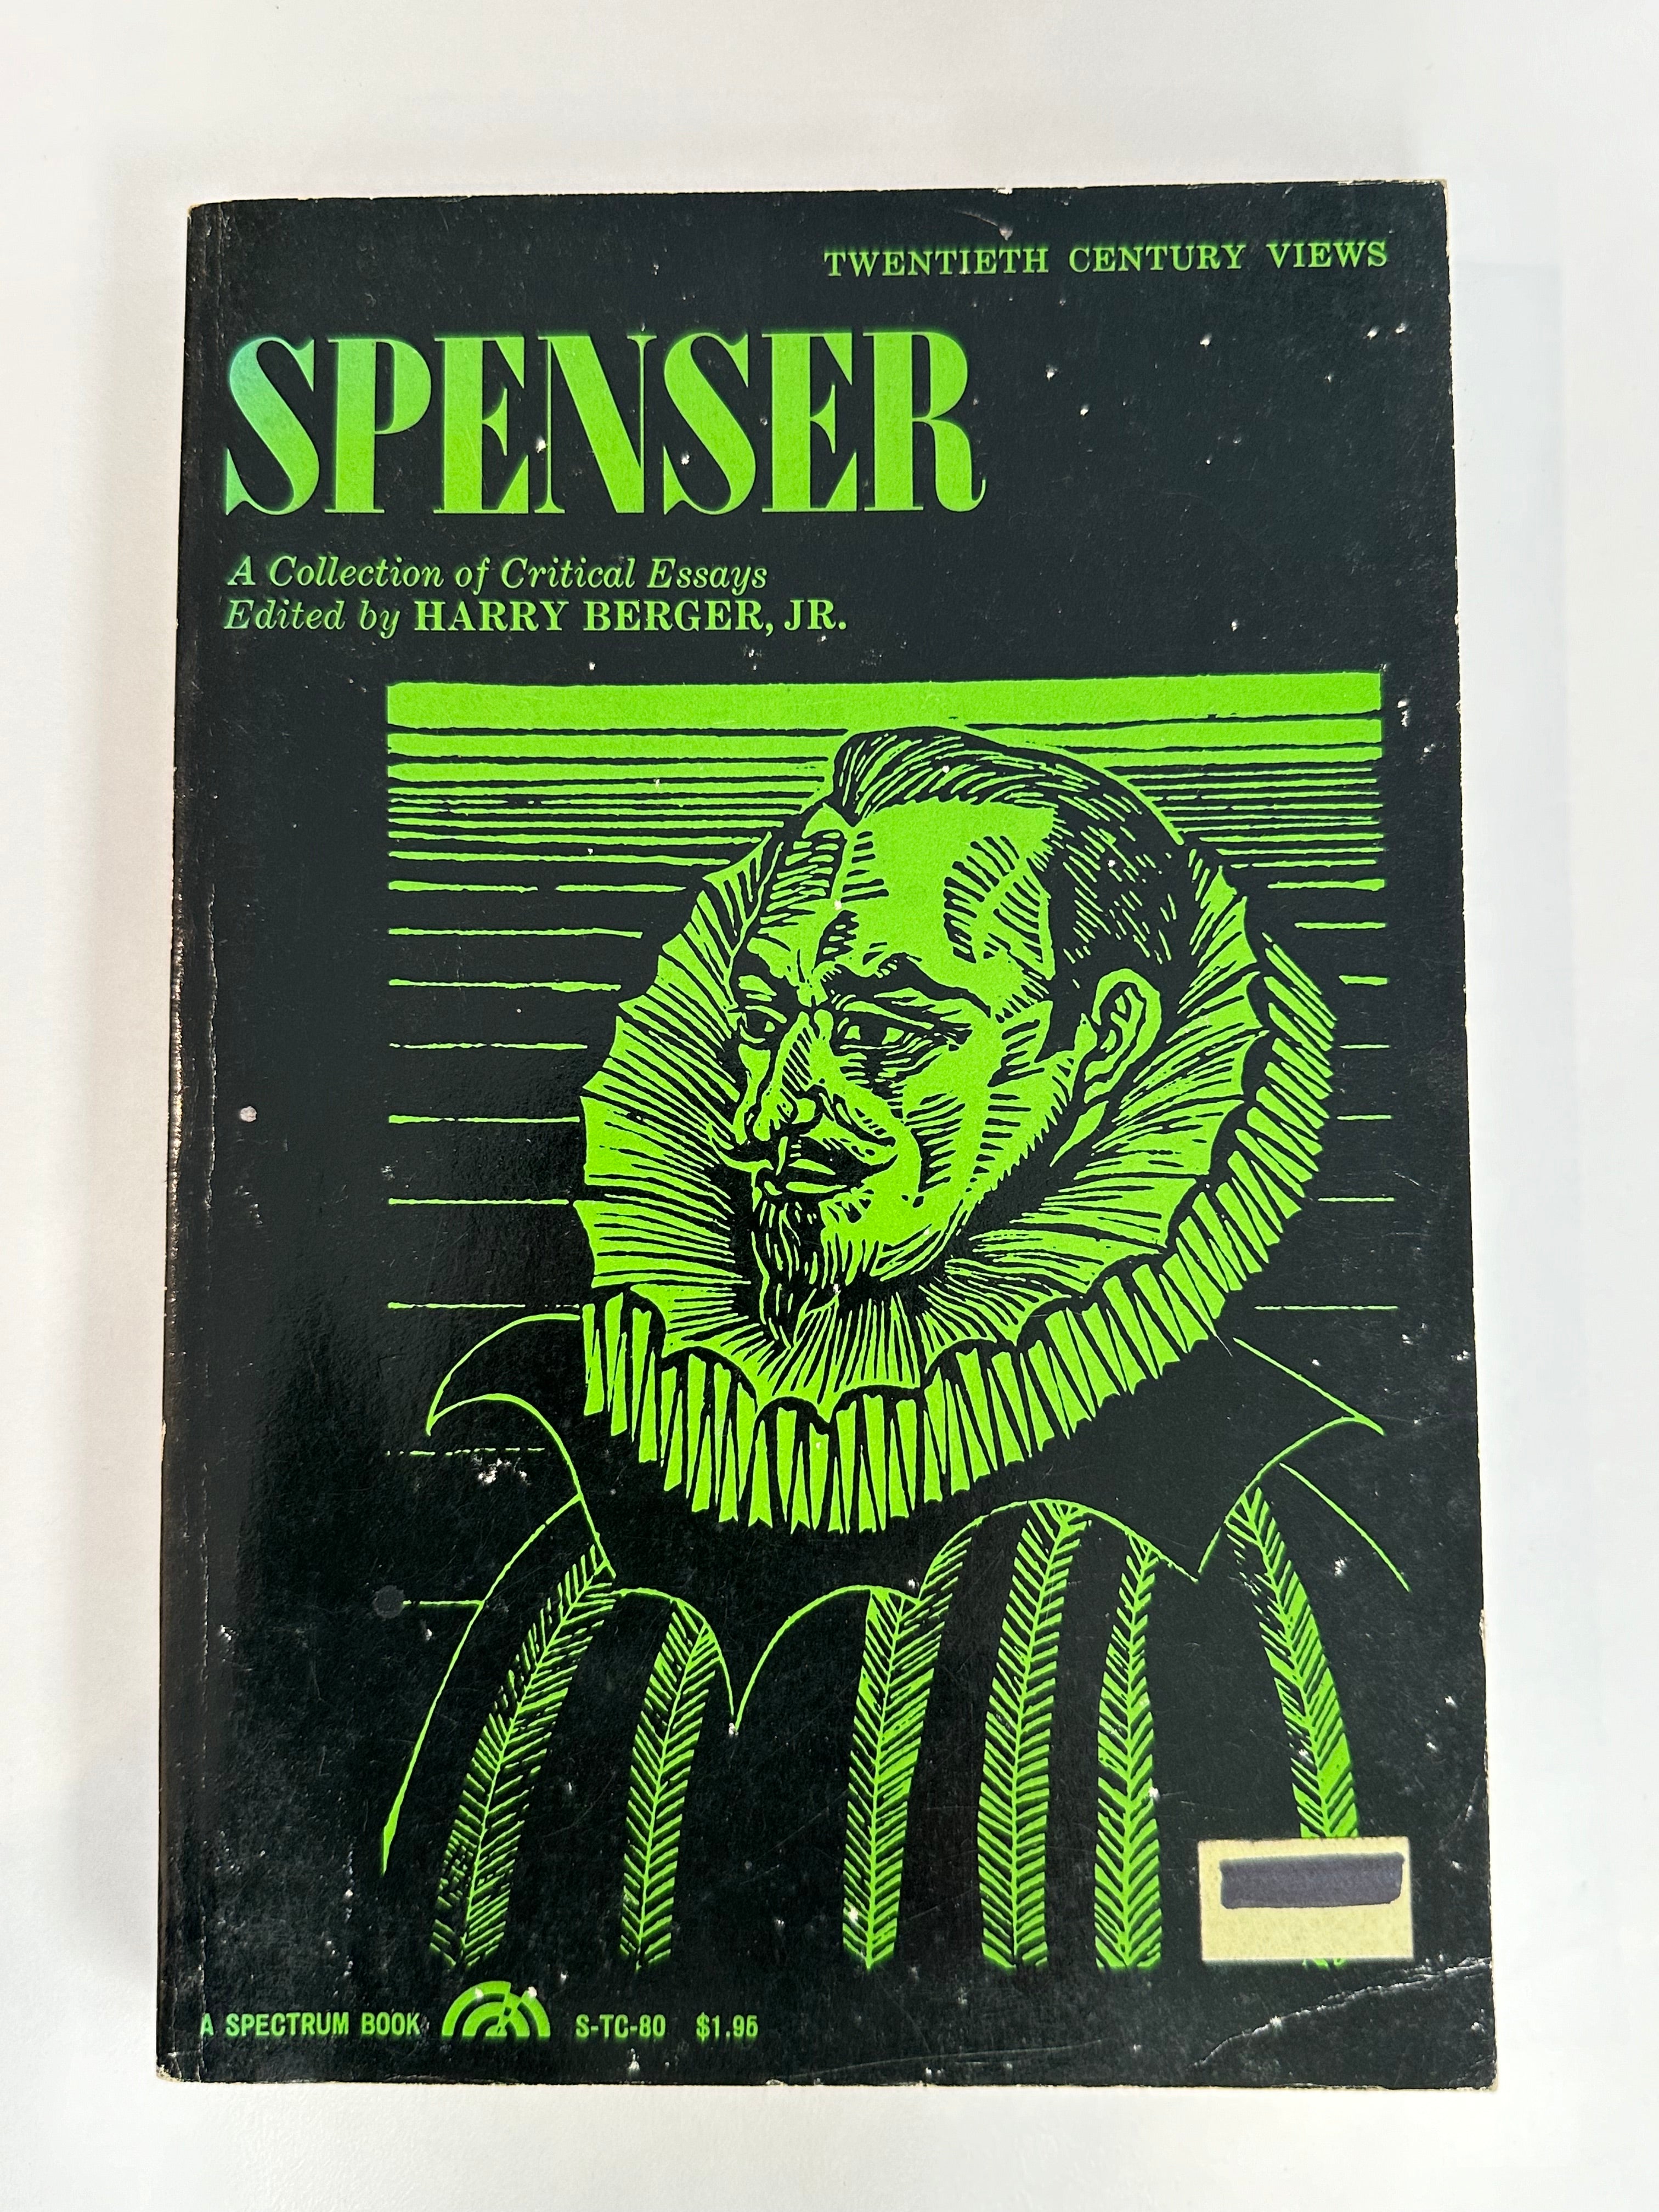 TWENTIETH CENTURY VIEWS
SPENSER
A Collection of Critical Essays
Edited by HARRY BERGER, JR.
A SPECTRUM BOOK S-TC-80 $1.95